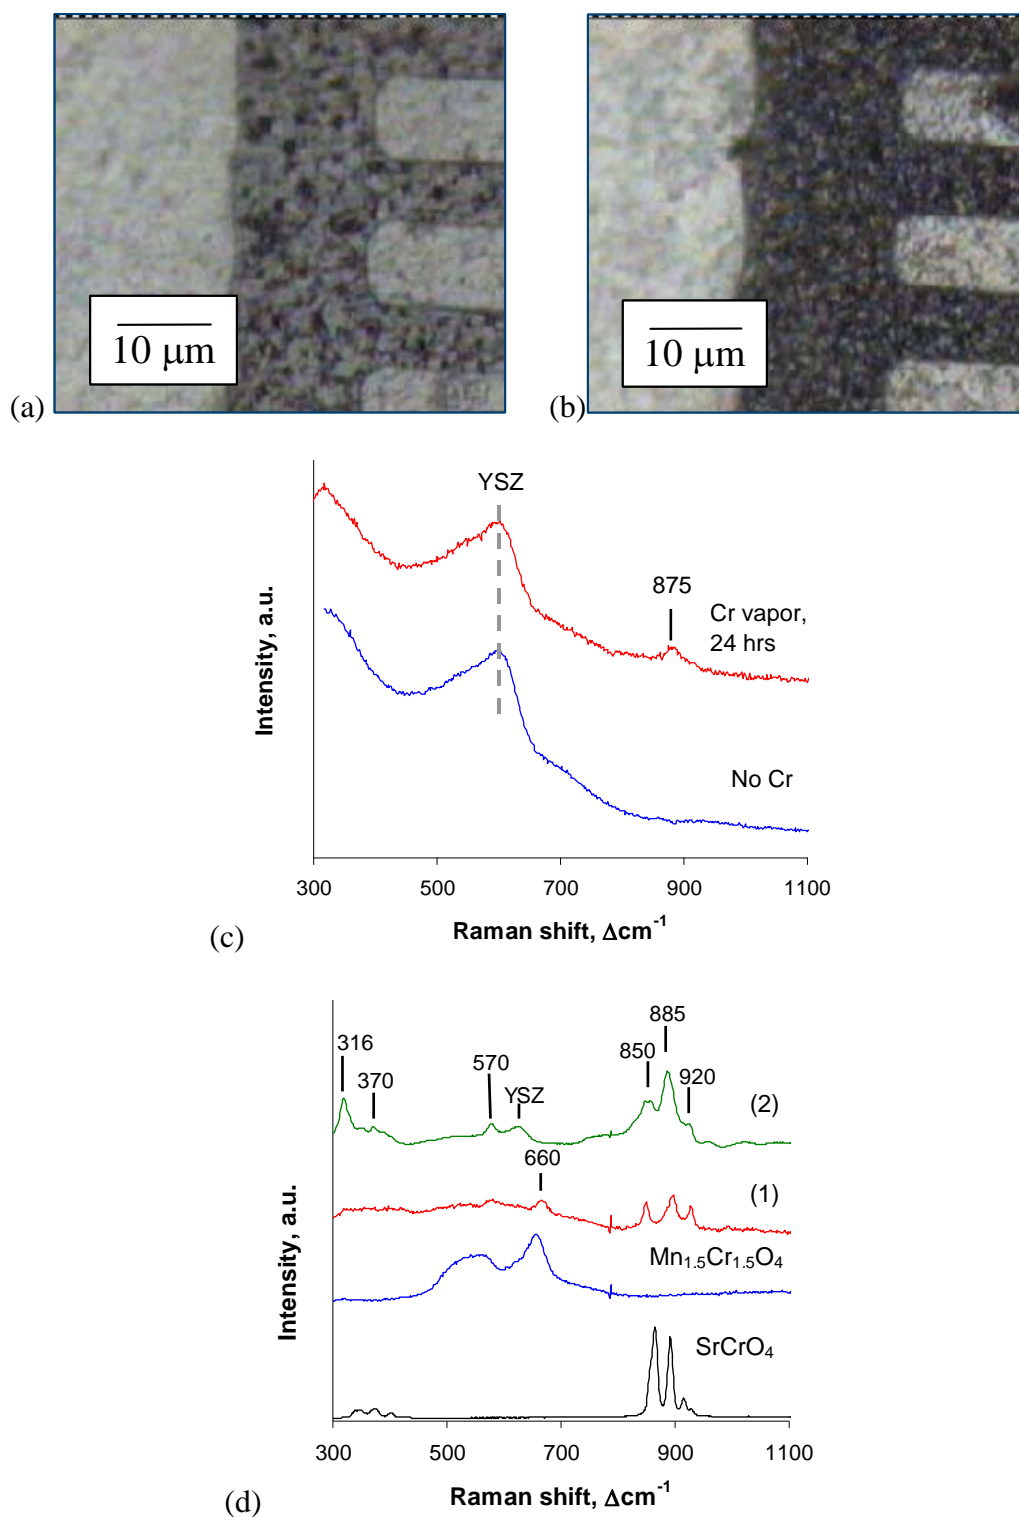 10 μm
10 μm
(a)
(b)
YSZ
875
Cr vapor,
24 hrs
No Cr
Intensity, a.u.
300 500 700 900 1100
Raman shift, Δcm⁻¹
(c)
885
316
850
570
370
920
YSZ
(2)
660
(1)
Mn₁.₅Cr₁.₅O₄
SrCrO₄
Intensity, a.u.
300 500 700 900 1100
Raman shift, Δcm⁻¹
(d)